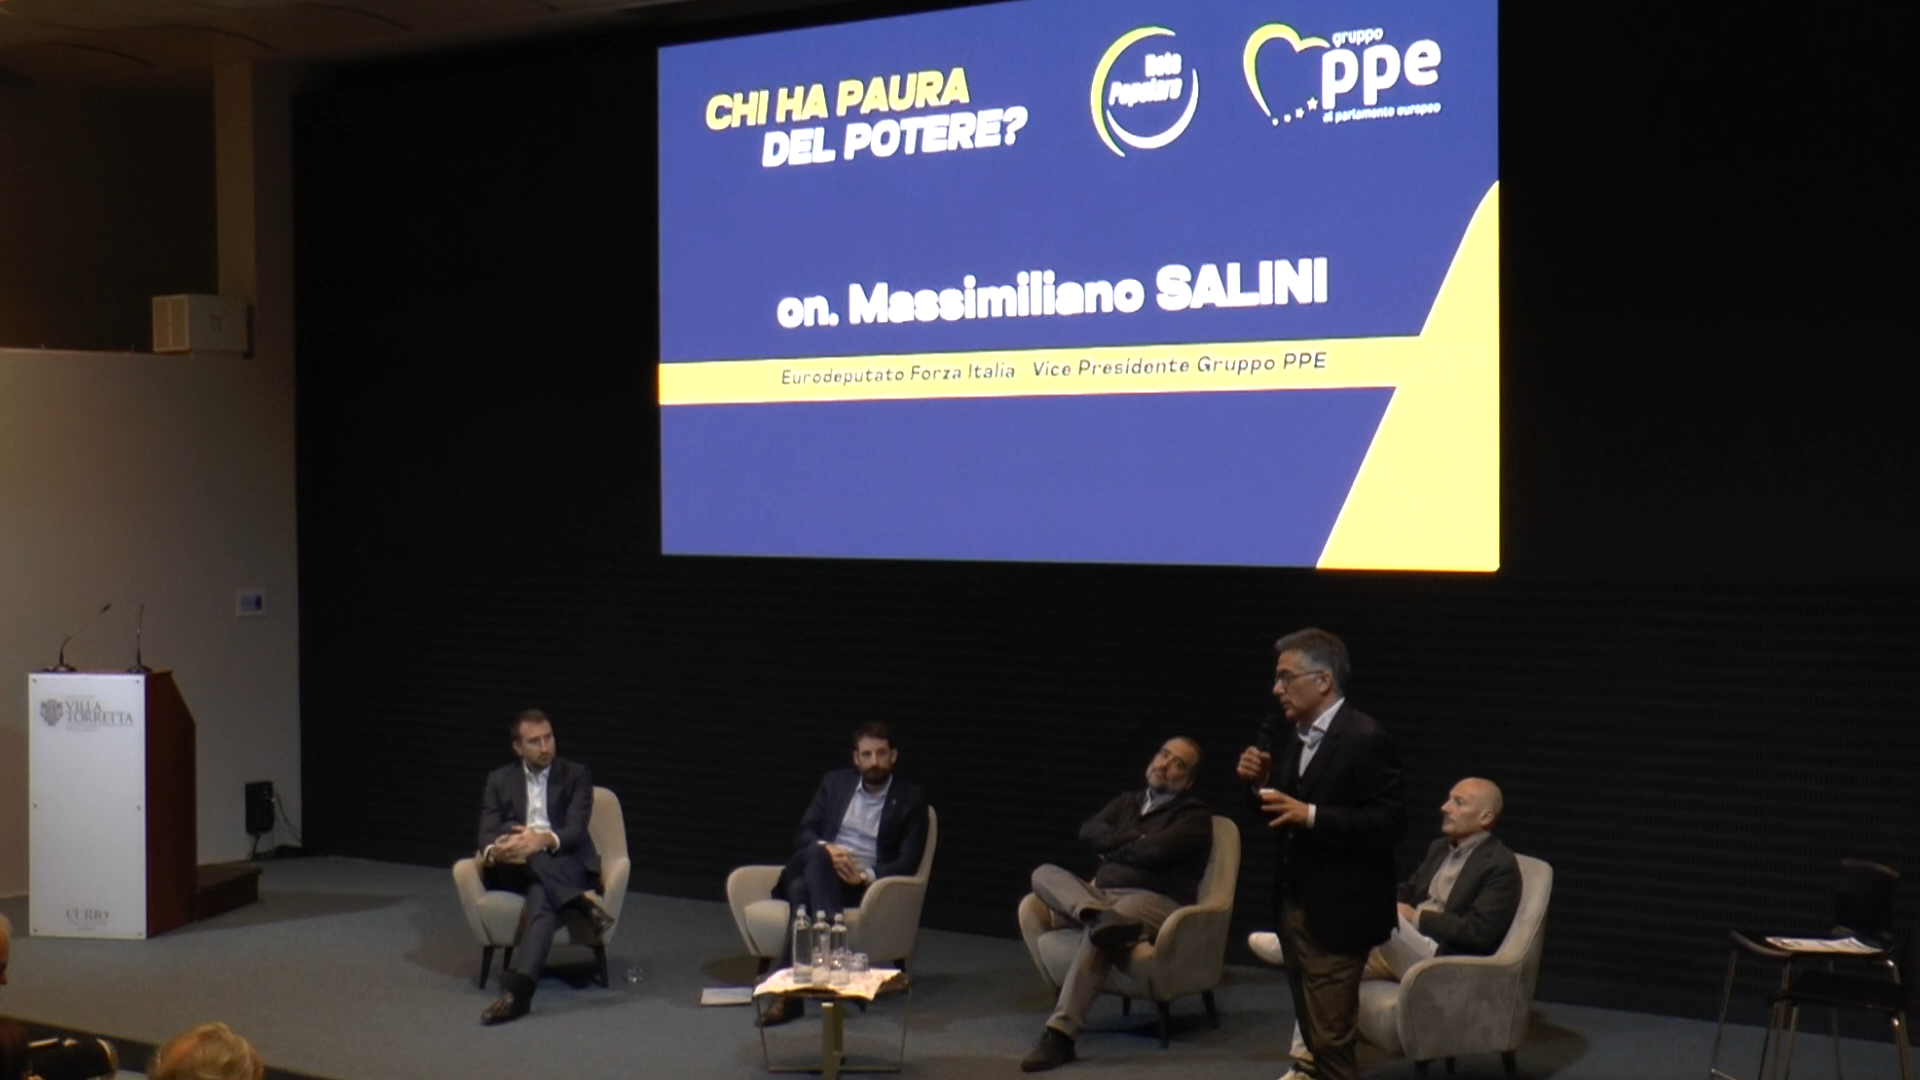 CHI HA PAURA
DEL POTERE?
Rete
Popolare
gruppo
ppe
al parlamento europeo
on. Massimiliano SALINI
Eurodeputato Forza Italia Vice Presidente Gruppo PPE
VILLA
TORRETTA
CURIO